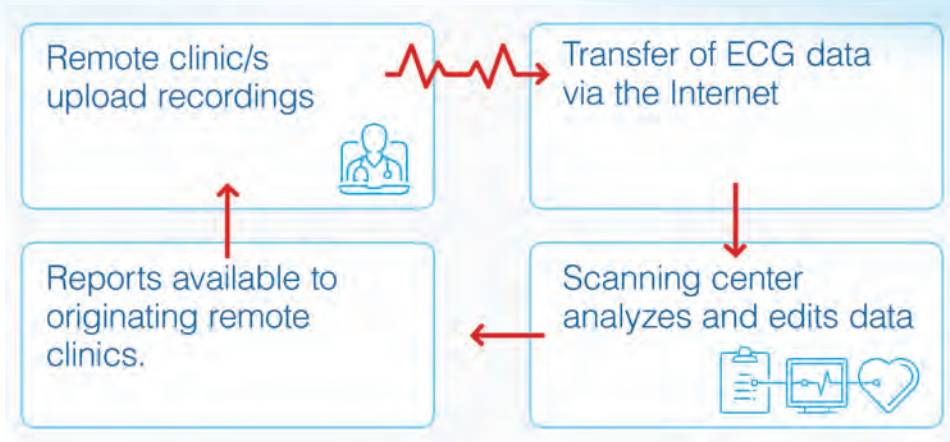 Remote clinic/s
upload recordings
Transfer of ECG data
via the Internet
Reports available to
originating remote
clinics.
Scanning center
analyzes and edits data